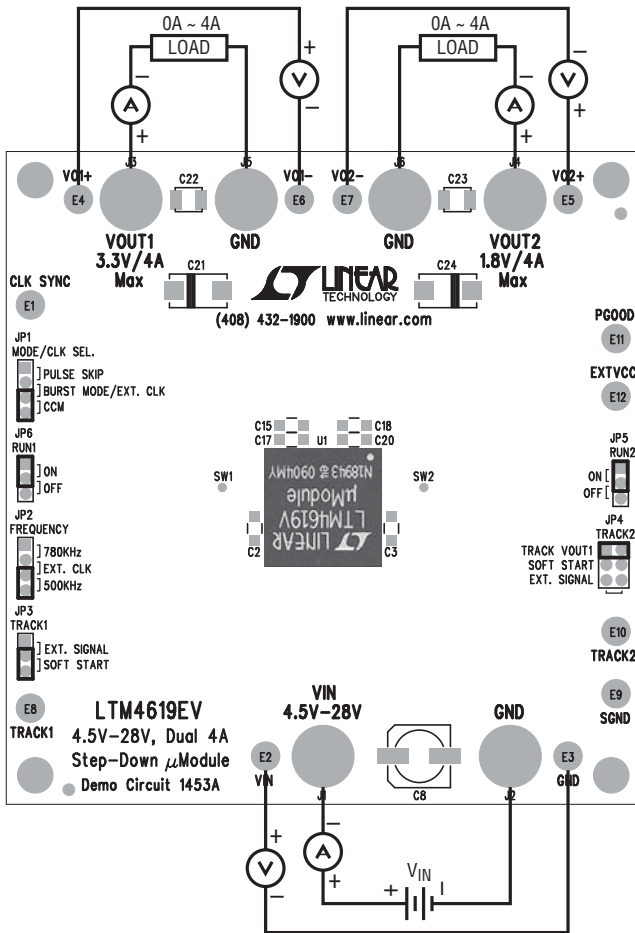 0A ~ 4A
LOAD
0A ~ 4A
LOAD
+
V
−
−
A
+
−
A
+
−
V
+
VO1+
J3
J5
VO1-
VO2-
J6
J4
VO2+
E4
C22
E6
E7
C23
E5
VOUT1
3.3V/4A
Max
GND
GND
VOUT2
1.8V/4A
Max
C21
C24
LINEAR
TECHNOLOGY
(408) 432-1900 www.linear.com
CLK SYNC
E1
JP1
MODE/CLK SEL.
PULSE SKIP
BURST MODE/EXT. CLK
CCM
JP6
RUN1
ON
OFF
JP2
FREQUENCY
780KHz
EXT. CLK
500KHz
JP3
TRACK1
EXT. SIGNAL
SOFT START
E8
TRACK1
PGOOD
E11
EXTVCC
E12
JP5
RUN2
ON
OFF
JP4
TRACK2
TRACK VOUT1
SOFT START
EXT. SIGNAL
E10
TRACK2
E9
SGND
C15
C17
U1
C18
C20
SW1
SW2
C2
C3
LINEAR
LTM4619V
µModule
N18943 0904MY
LTM4619EV
4.5V-28V, Dual 4A
Step-Down µModule
Demo Circuit 1453A
VIN
4.5V-28V
GND
E2
VIN
J1
C8
J2
E3
GND
+
V
−
−
A
+
+
VIN